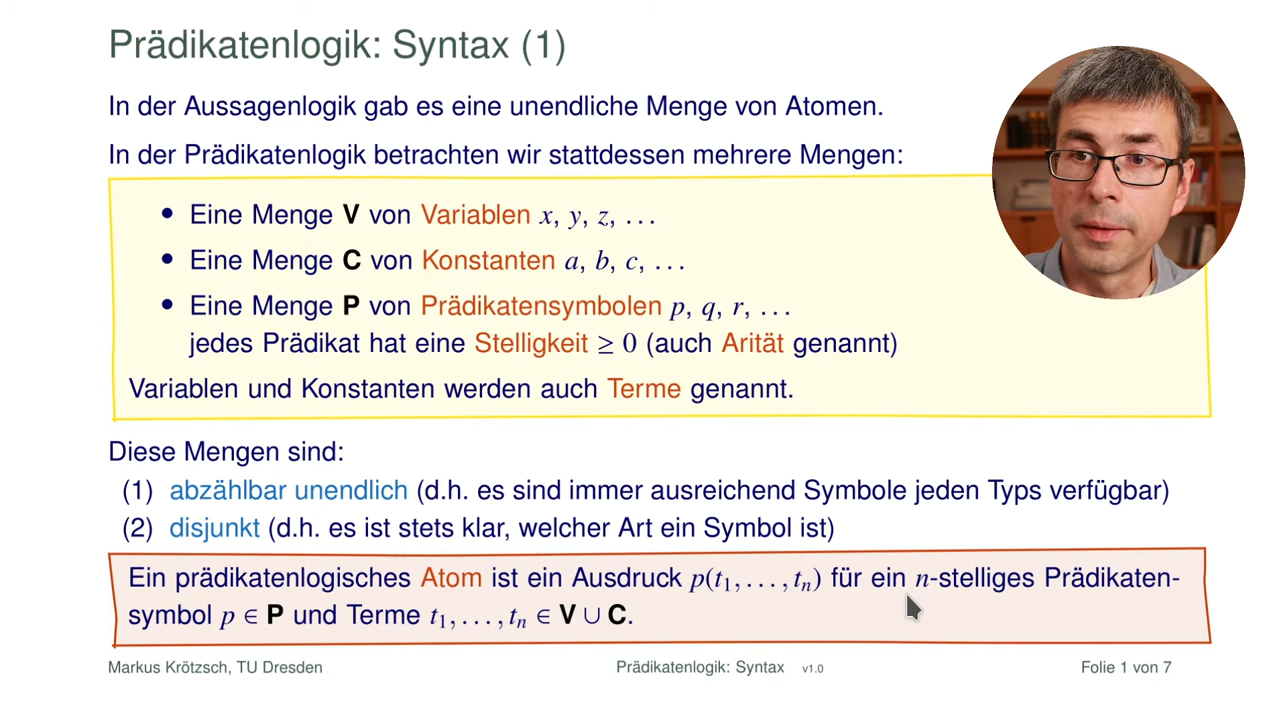 Prädikatenlogik: Syntax (1)
In der Aussagenlogik gab es eine unendliche Menge von Atomen.
In der Prädikatenlogik betrachten wir stattdessen mehrere Mengen:
• Eine Menge V von Variablen x, y, z, …
• Eine Menge C von Konstanten a, b, c, …
• Eine Menge P von Prädikatensymbolen p, q, r, …
jedes Prädikat hat eine Stelligkeit ≥ 0 (auch Arität genannt)
Variablen und Konstanten werden auch Terme genannt.
Diese Mengen sind:
(1) abzählbar unendlich (d.h. es sind immer ausreichend Symbole jeden Typs verfügbar)
(2) disjunkt (d.h. es ist stets klar, welcher Art ein Symbol ist)
Ein prädikatenlogisches Atom ist ein Ausdruck p(t₁, …, tₙ) für ein n-stelliges Prädikaten-
symbol p ∈ P und Terme t₁, …, tₙ ∈ V ∪ C.
Markus Krötzsch, TU Dresden Prädikatenlogik: Syntax v1.0 Folie 1 von 7